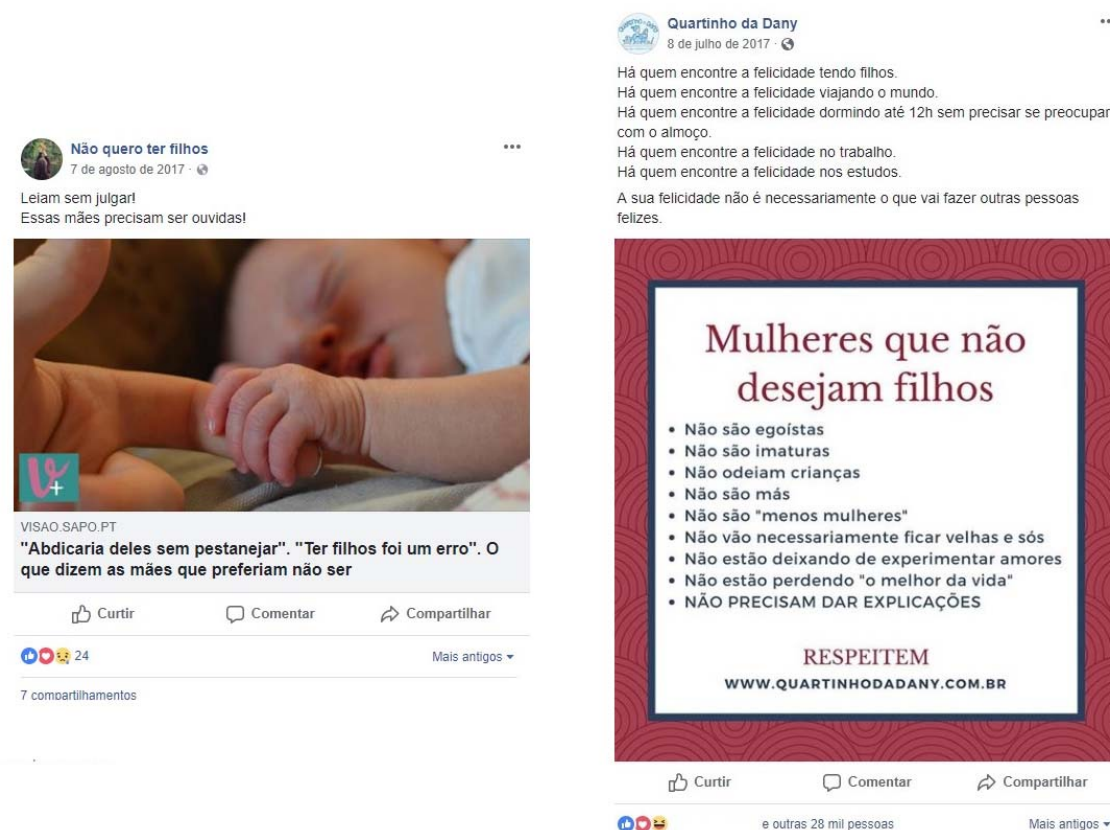 Não quero ter filhos
7 de agosto de 2017
Leiam sem julgar!
Essas mães precisam ser ouvidas!
V+
VISAO.SAPO.PT
"Abdicaria deles sem pestanejar". "Ter filhos foi um erro". O
que dizem as mães que preferiam não ser
Curtir Comentar Compartilhar
24 Mais antigos
7 compartilhamentos
Quartinho da Dany
8 de julho de 2017
Há quem encontre a felicidade tendo filhos.
Há quem encontre a felicidade viajando o mundo.
Há quem encontre a felicidade dormindo até 12h sem precisar se preocupar
com o almoço.
Há quem encontre a felicidade no trabalho.
Há quem encontre a felicidade nos estudos.
A sua felicidade não é necessariamente o que vai fazer outras pessoas
felizes.
Mulheres que não
desejam filhos
• Não são egoístas
• Não são imaturas
• Não odeiam crianças
• Não são más
• Não são "menos mulheres"
• Não vão necessariamente ficar velhas e sós
• Não estão deixando de experimentar amores
• Não estão perdendo "o melhor da vida"
• NÃO PRECISAM DAR EXPLICAÇÕES
RESPEITEM
WWW.QUARTINHODADANY.COM.BR
Curtir Comentar Compartilhar
e outras 28 mil pessoas Mais antigos